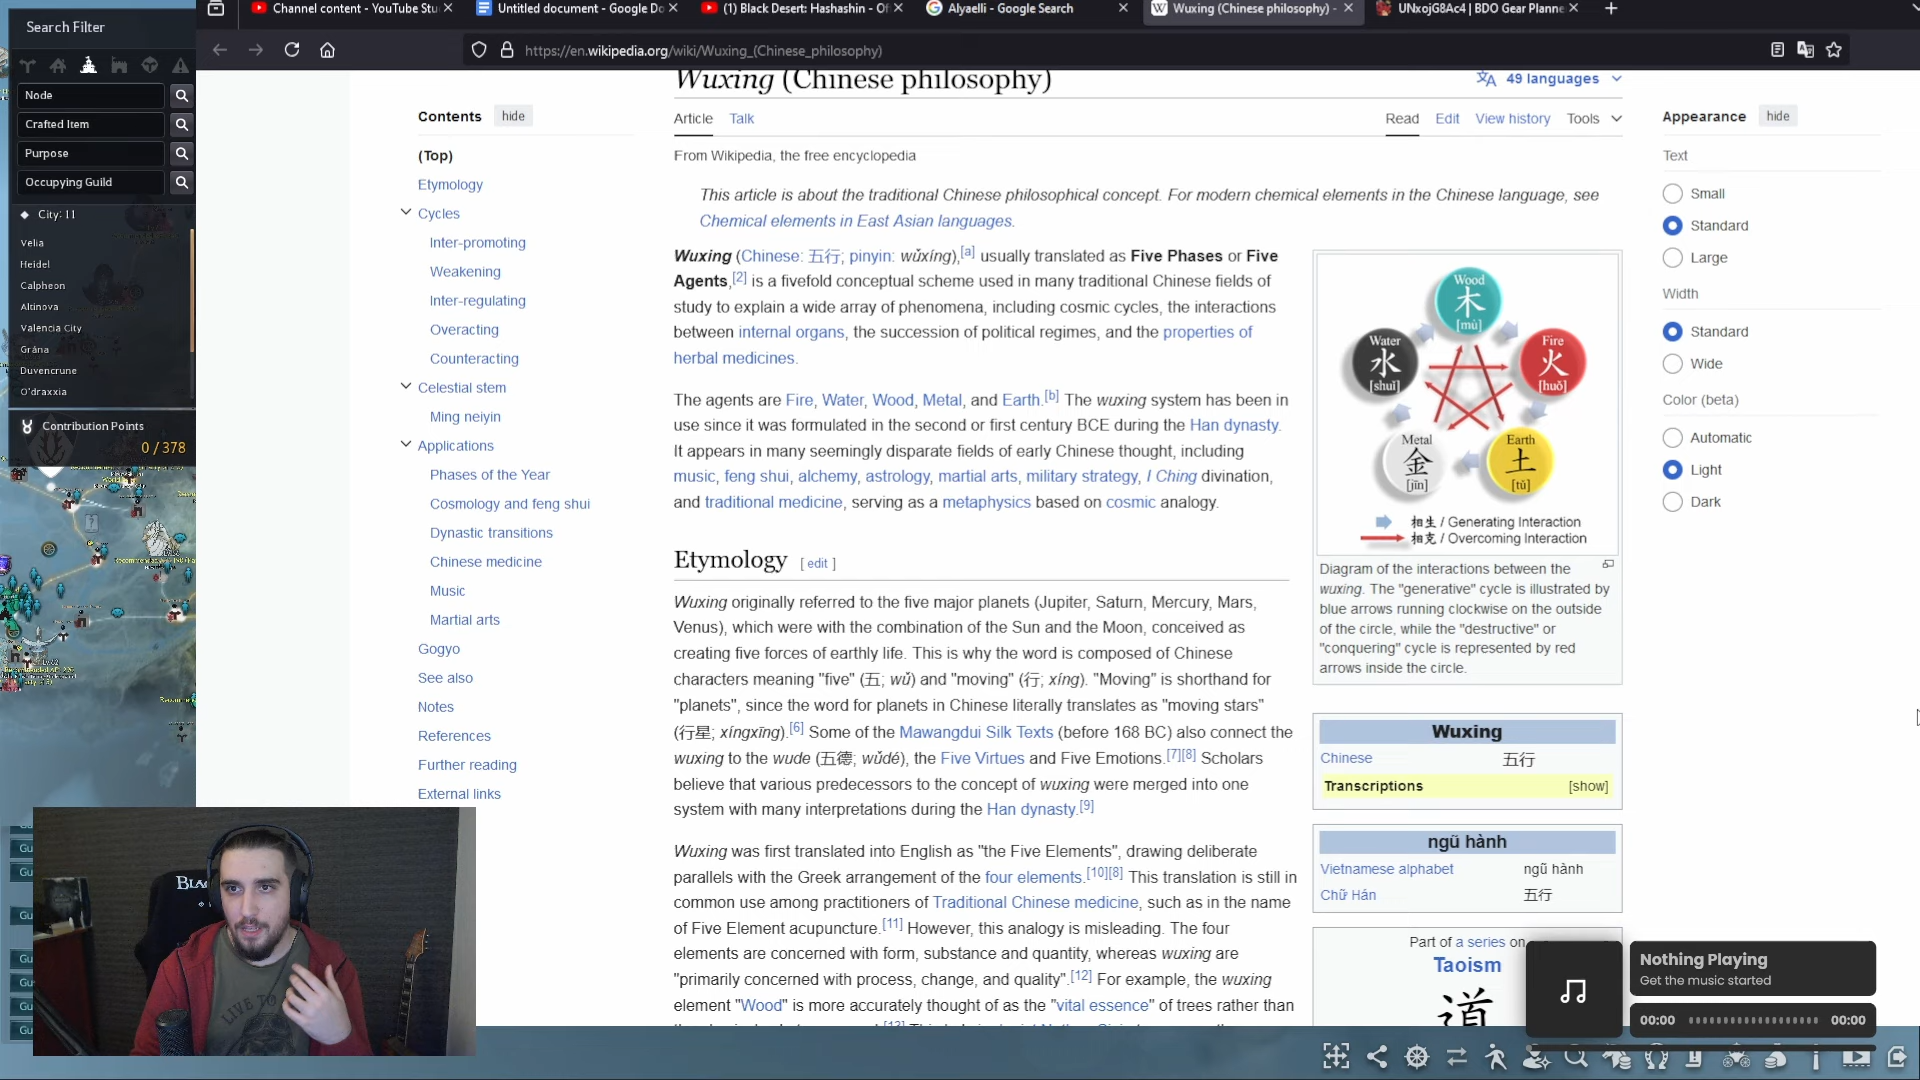 Search Filter
Node
Crafted Item
Purpose
Occupying Guild
City: 11
Velia
Heidel
Calpheon
Altinova
Valencia City
Grána
Duvencrune
O'draxxia
Contribution Points
0 / 378
Channel content - YouTube Stu
Untitled document - Google Do
(1) Black Desert: Hashashin - Of
Alyaelli - Google Search
Wuxing (Chinese philosophy) -
UNxojG8Ac4 | BDO Gear Planne
https://en.wikipedia.org/wiki/Wuxing_(Chinese_philosophy)
Wuxing (Chinese philosophy)
49 languages
Contents hide
(Top)
Etymology
Cycles
Inter-promoting
Weakening
Inter-regulating
Overacting
Counteracting
Celestial stem
Ming neiyin
Applications
Phases of the Year
Cosmology and feng shui
Dynastic transitions
Chinese medicine
Music
Martial arts
Gogyo
See also
Notes
References
Further reading
External links
Article Talk
Read Edit View history Tools
From Wikipedia, the free encyclopedia
This article is about the traditional Chinese philosophical concept. For modern chemical elements in the Chinese language, see
Chemical elements in East Asian languages.
Wuxing (Chinese: 五行; pinyin: wǔxíng),[a] usually translated as Five Phases or Five
Agents,[2] is a fivefold conceptual scheme used in many traditional Chinese fields of
study to explain a wide array of phenomena, including cosmic cycles, the interactions
between internal organs, the succession of political regimes, and the properties of
herbal medicines.
The agents are Fire, Water, Wood, Metal, and Earth.[b] The wuxing system has been in
use since it was formulated in the second or first century BCE during the Han dynasty.
It appears in many seemingly disparate fields of early Chinese thought, including
music, feng shui, alchemy, astrology, martial arts, military strategy, I Ching divination,
and traditional medicine, serving as a metaphysics based on cosmic analogy.
Etymology [ edit ]
Wuxing originally referred to the five major planets (Jupiter, Saturn, Mercury, Mars,
Venus), which were with the combination of the Sun and the Moon, conceived as
creating five forces of earthly life. This is why the word is composed of Chinese
characters meaning "five" (五; wǔ) and "moving" (行; xíng). "Moving" is shorthand for
"planets", since the word for planets in Chinese literally translates as "moving stars"
(行星; xíngxīng).[6] Some of the Mawangdui Silk Texts (before 168 BC) also connect the
wuxing to the wude (五德; wǔdé), the Five Virtues and Five Emotions.[7][8] Scholars
believe that various predecessors to the concept of wuxing were merged into one
system with many interpretations during the Han dynasty.[9]
Wuxing was first translated into English as "the Five Elements", drawing deliberate
parallels with the Greek arrangement of the four elements.[10][8] This translation is still in
common use among practitioners of Traditional Chinese medicine, such as in the name
of Five Element acupuncture.[11] However, this analogy is misleading. The four
elements are concerned with form, substance and quantity, whereas wuxing are
"primarily concerned with process, change, and quality".[12] For example, the wuxing
element "Wood" is more accurately thought of as the "vital essence" of trees rather than
Wood
木
[mù]
Water
水
[shuǐ]
Fire
火
[huǒ]
Metal
金
[jīn]
Earth
土
[tǔ]
相生 / Generating Interaction
相克 / Overcoming Interaction
Diagram of the interactions between the
wuxing. The "generative" cycle is illustrated by
blue arrows running clockwise on the outside
of the circle, while the "destructive" or
"conquering" cycle is represented by red
arrows inside the circle.
Wuxing
Chinese 五行
Transcriptions [show]
ngũ hành
Vietnamese alphabet ngũ hành
Chữ Hán 五行
Part of a series on
Taoism
道
Appearance hide
Text
Small
Standard
Large
Width
Standard
Wide
Color (beta)
Automatic
Light
Dark
Nothing Playing
Get the music started
00:00 00:00
LIVE TO